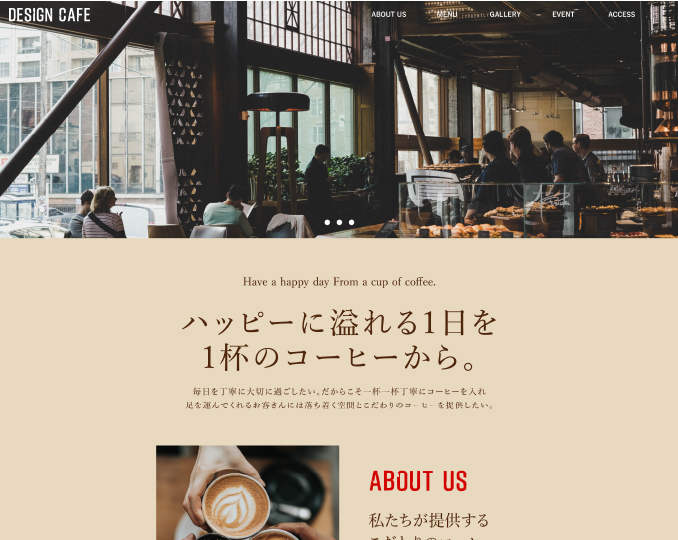 DESIGN CAFE
ABOUT US
MENU
GALLERY
EVENT
ACCESS
Have a happy day From a cup of coffee.
ハッピーに溢れる1日を
1杯のコーヒーから。
毎日を丁寧に大切に過ごしたい。だからこそ一杯一杯丁寧にコーヒーを入れ
足を運んでくれるお客さんには落ち着く空間とこだわりのコーヒーを提供したい。
ABOUT US
私たちが提供する